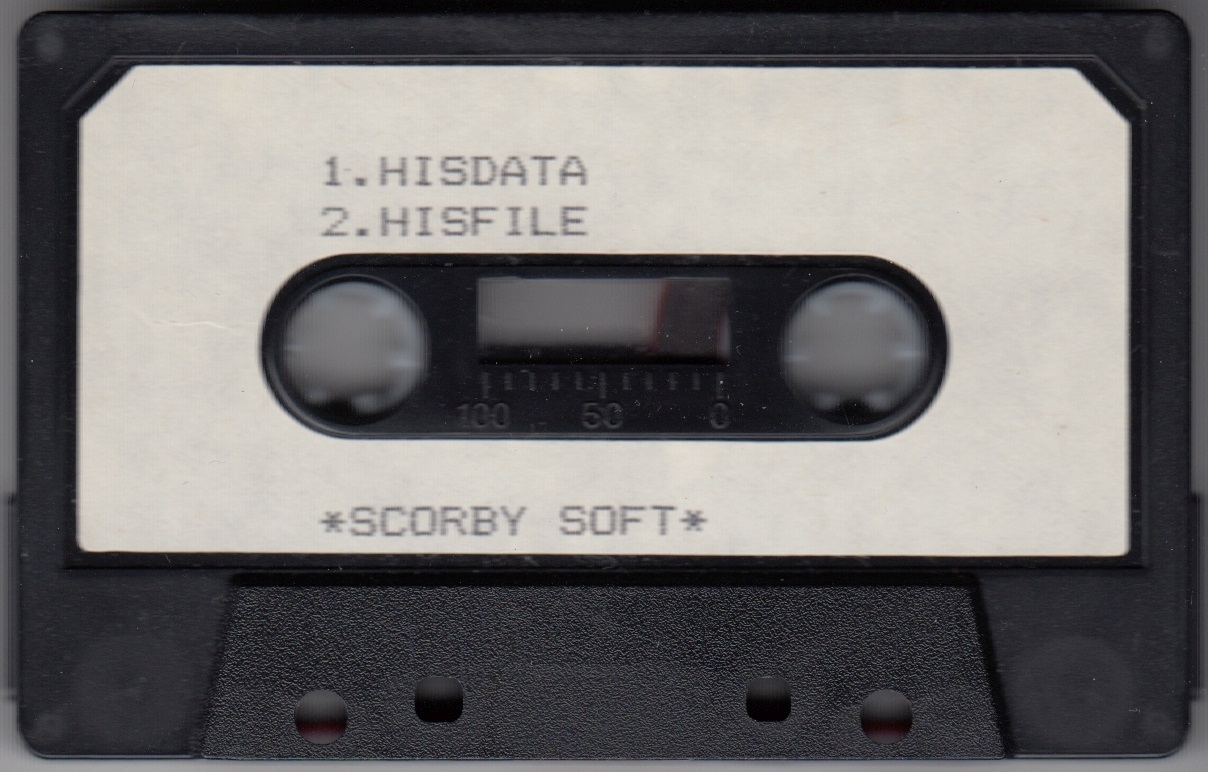 1.HISDATA
2.HISFILE
100 50 0
*SCORBY SOFT*